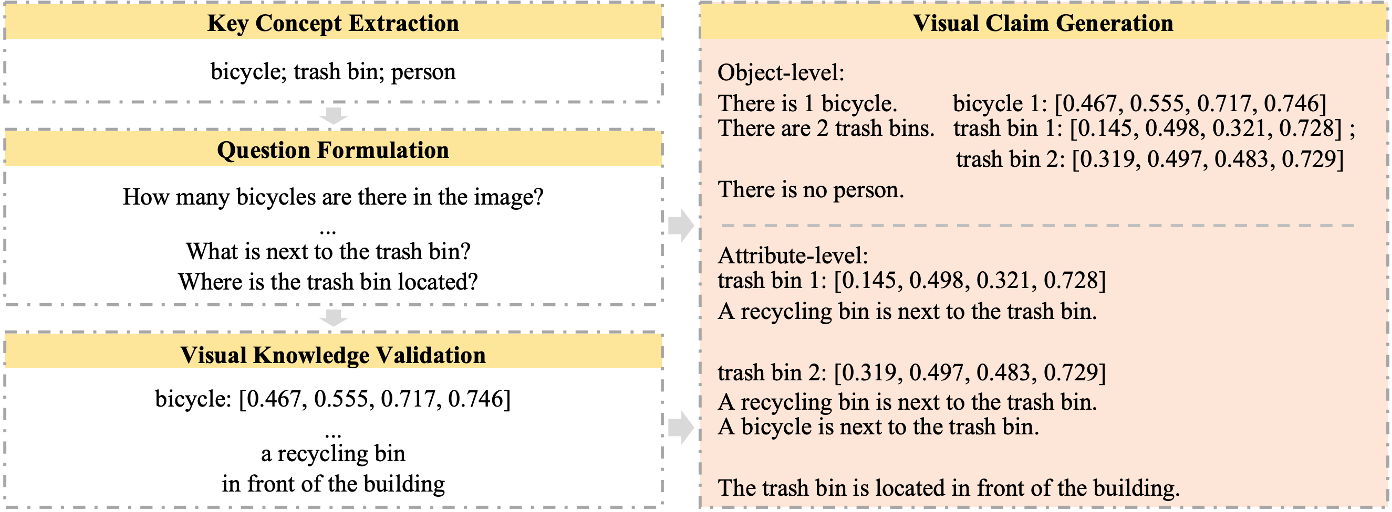 Key Concept Extraction
bicycle; trash bin; person
Question Formulation
How many bicycles are there in the image?
...
What is next to the trash bin?
Where is the trash bin located?
Visual Knowledge Validation
bicycle: [0.467, 0.555, 0.717, 0.746]
...
a recycling bin
in front of the building
Visual Claim Generation
Object-level:
There is 1 bicycle. bicycle 1: [0.467, 0.555, 0.717, 0.746]
There are 2 trash bins. trash bin 1: [0.145, 0.498, 0.321, 0.728] ;
trash bin 2: [0.319, 0.497, 0.483, 0.729]
There is no person.
Attribute-level:
trash bin 1: [0.145, 0.498, 0.321, 0.728]
A recycling bin is next to the trash bin.
trash bin 2: [0.319, 0.497, 0.483, 0.729]
A recycling bin is next to the trash bin.
A bicycle is next to the trash bin.
The trash bin is located in front of the building.